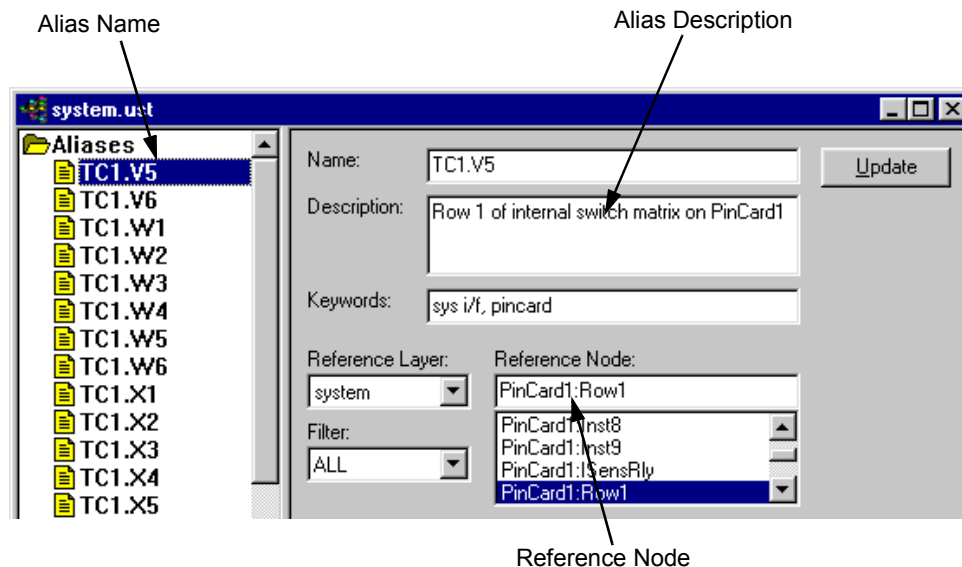 Alias Name
Alias Description
system.ust
Aliases
TC1.V5
TC1.V6
TC1.W1
TC1.W2
TC1.W3
TC1.W4
TC1.W5
TC1.W6
TC1.X1
TC1.X2
TC1.X3
TC1.X4
TC1.X5
Name:
TC1.V5
Update
Description:
Row 1 of internal switch matrix on PinCard1
Keywords:
sys i/f, pincard
Reference Layer:
Reference Node:
system
PinCard1:Row1
Filter:
ALL
PinCard1:Inst8
PinCard1:Inst9
PinCard1:ISensRly
PinCard1:Row1
Reference Node